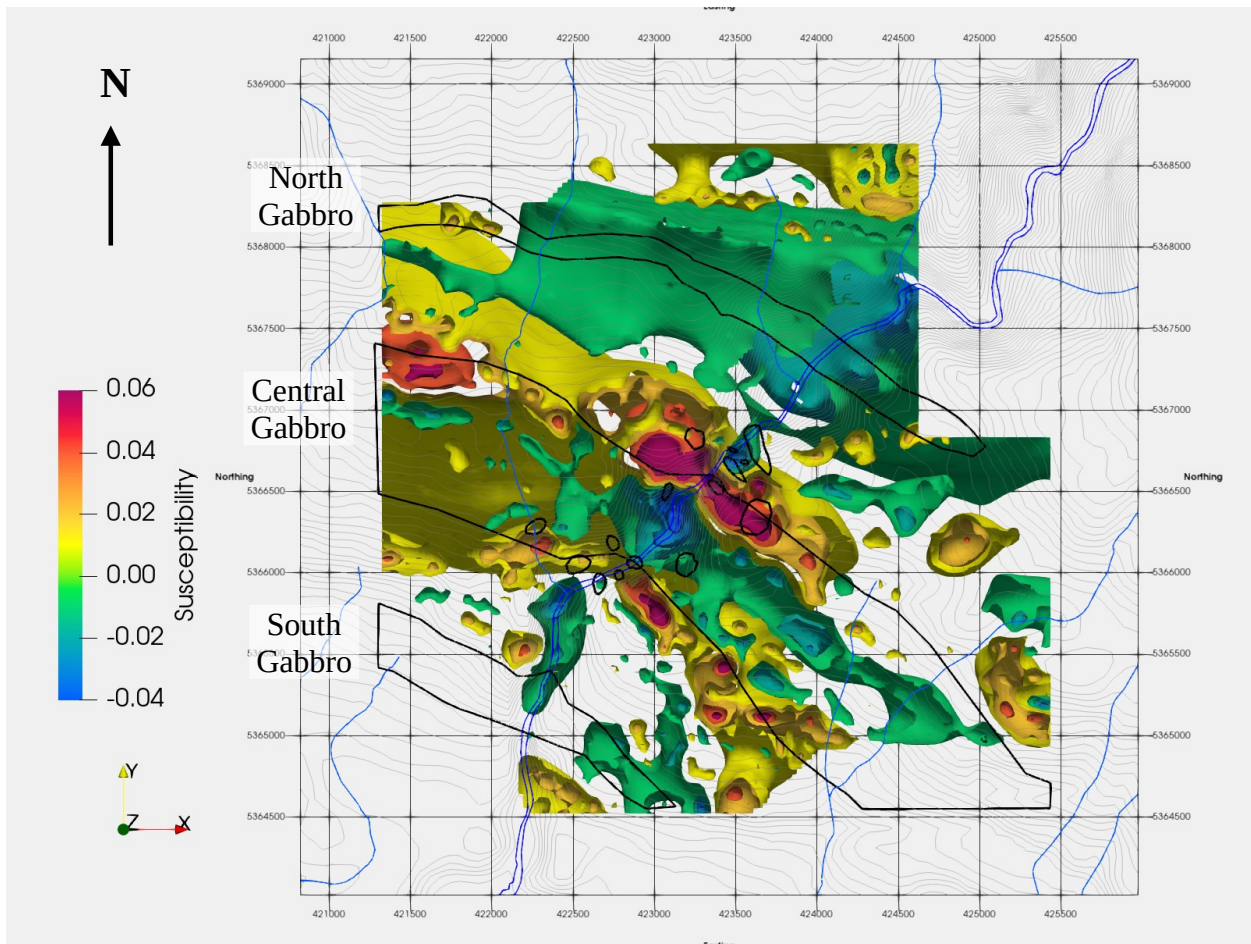 Easting
421000 421500 422000 422500 423000 423500 424000 424500 425000 425500
N
5369000 5369000
5368500 5368500
North
Gabbro
5368000 5368000
5367500 5367500
Central
Gabbro
5367000 5367000
Northing Northing
5366500 5366500
5366000 5366000
0.06
0.04
0.02
0.00
-0.02
-0.04
Susceptibility
South
Gabbro
5365500
5365000 5365000
5364500 5364500
Y
Z X
421000 421500 422000 422500 423000 423500 424000 424500 425000 425500